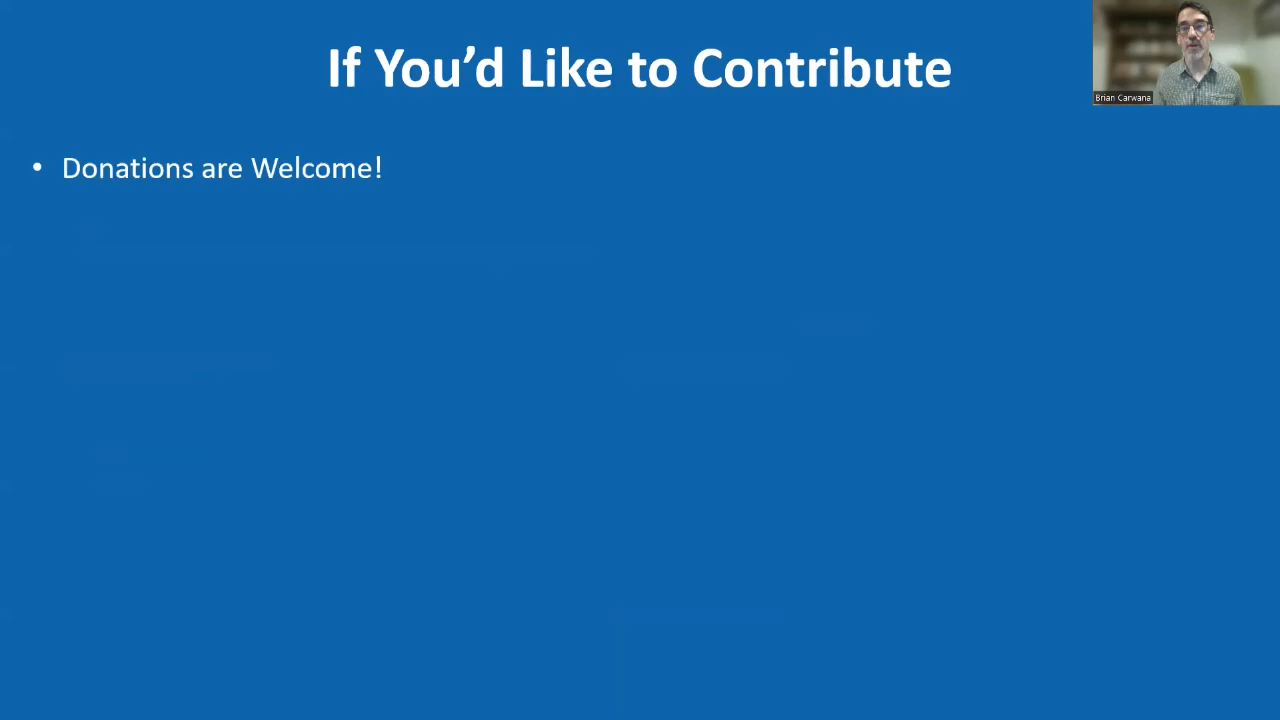 If You’d Like to Contribute
Brian Carwana
• Donations are Welcome!